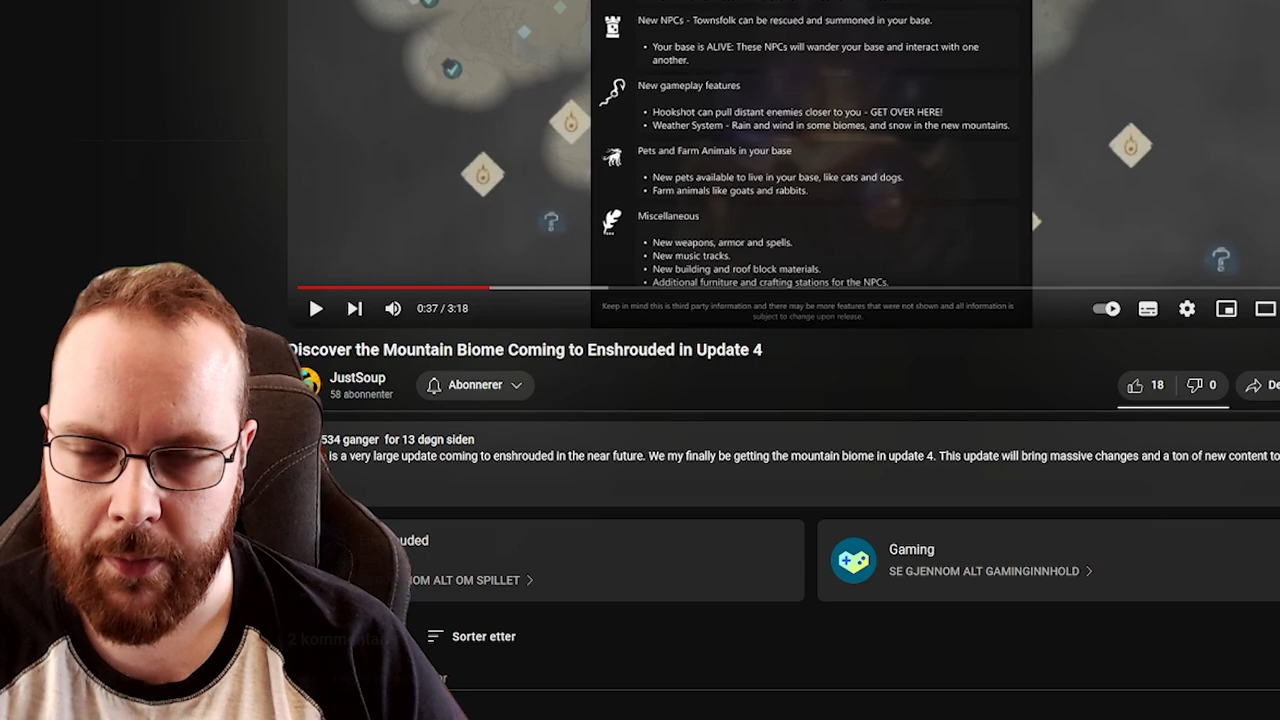 New NPCs - Townsfolk can be rescued and summoned in your base.
• Your base is ALIVE: These NPCs will wander your base and interact with one
another.
New gameplay features
• Hookshot can pull distant enemies closer to you - GET OVER HERE!
• Weather System - Rain and wind in some biomes, and snow in the new mountains.
Pets and Farm Animals in your base
• New pets available to live in your base, like cats and dogs.
• Farm animals like goats and rabbits.
Miscellaneous
• New weapons, armor and spells.
• New music tracks.
• New building and roof block materials.
• Additional furniture and crafting stations for the NPCs.
Keep in mind this is third party information and there may be more features that were not shown and all information is
subject to change upon release.
0:37 / 3:18
Discover the Mountain Biome Coming to Enshrouded in Update 4
JustSoup
58 abonnenter
Abonnerer
18
0
De
534 ganger for 13 døgn siden
is a very large update coming to enshrouded in the near future. We my finally be getting the mountain biome in update 4. This update will bring massive changes and a ton of new content to
uded
OM ALT OM SPILLET
Gaming
SE GJENNOM ALT GAMINGINNHOLD
2 kommentar
Sorter etter